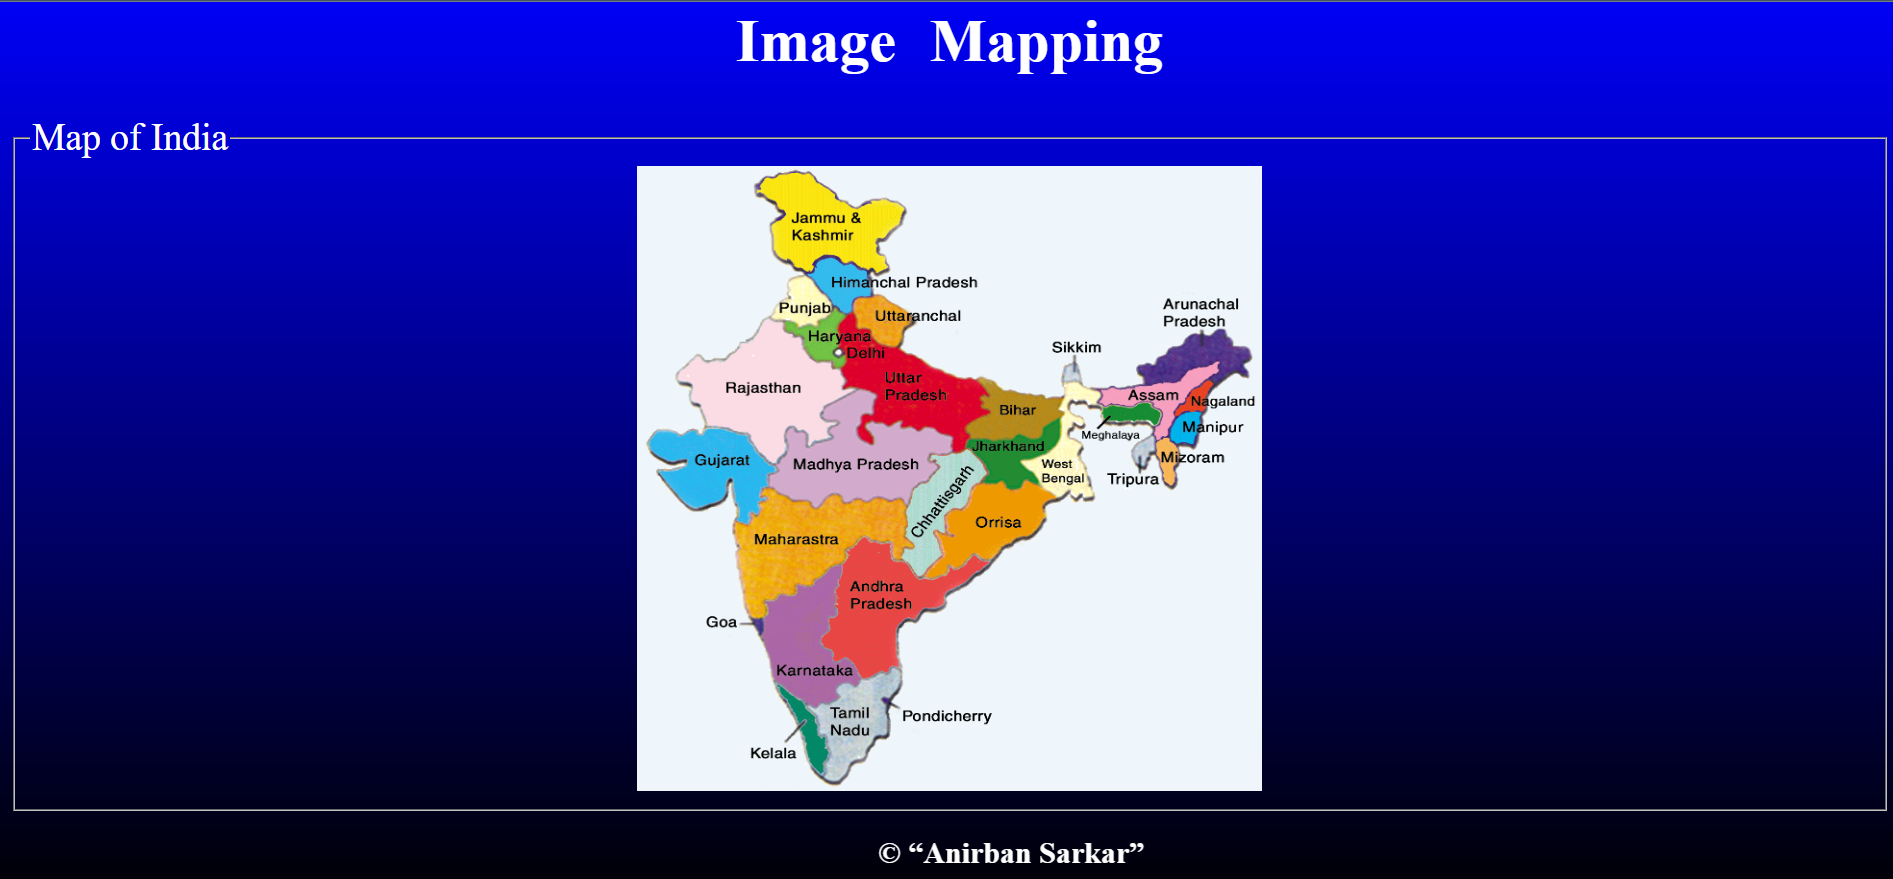 Image Mapping
Map of India
Jammu &
Kashmir
Himanchal Pradesh
Punjab
Uttaranchal
Haryana
Delhi
Arunachal
Pradesh
Sikkim
Rajasthan
Uttar
Pradesh
Bihar
Assam
Nagaland
Meghalaya
Manipur
Jharkhand
Gujarat
Madhya Pradesh
Chhattisgarh
West
Bengal
Tripura
Mizoram
Orrisa
Maharastra
Andhra
Pradesh
Goa
Karnataka
Tamil
Nadu
Pondicherry
Kelala
© “Anirban Sarkar”